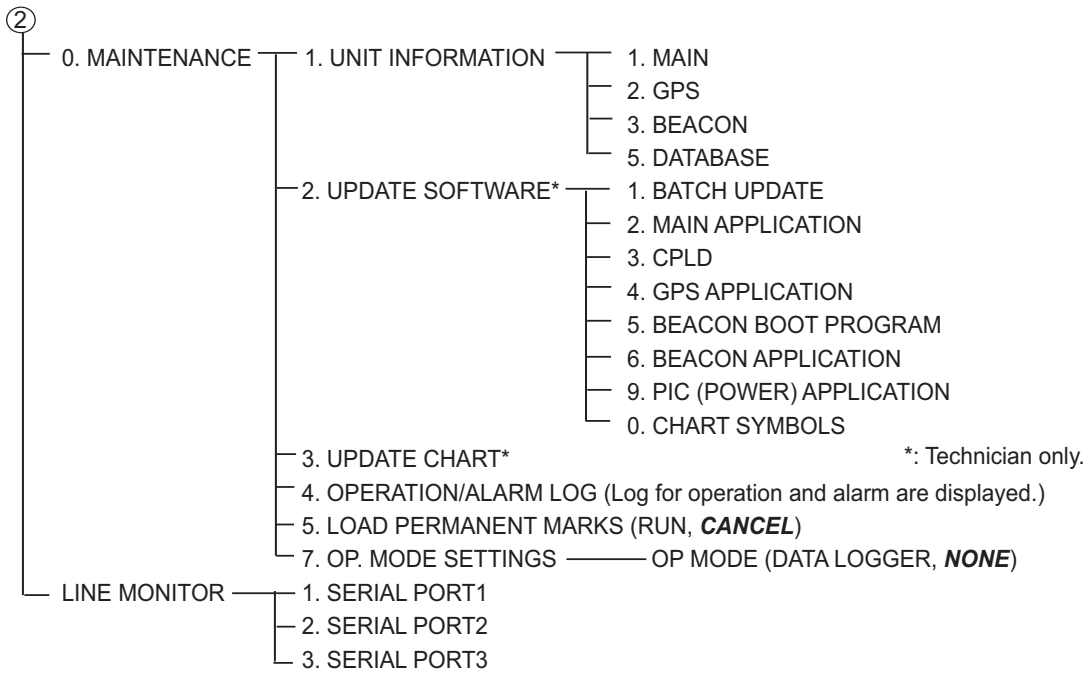 2
0. MAINTENANCE 1. UNIT INFORMATION 1. MAIN
2. GPS
3. BEACON
5. DATABASE
2. UPDATE SOFTWARE* 1. BATCH UPDATE
2. MAIN APPLICATION
3. CPLD
4. GPS APPLICATION
5. BEACON BOOT PROGRAM
6. BEACON APPLICATION
9. PIC (POWER) APPLICATION
0. CHART SYMBOLS
3. UPDATE CHART* *: Technician only.
4. OPERATION/ALARM LOG (Log for operation and alarm are displayed.)
5. LOAD PERMANENT MARKS (RUN, CANCEL)
7. OP. MODE SETTINGS OP MODE (DATA LOGGER, NONE)
LINE MONITOR 1. SERIAL PORT1
2. SERIAL PORT2
3. SERIAL PORT3